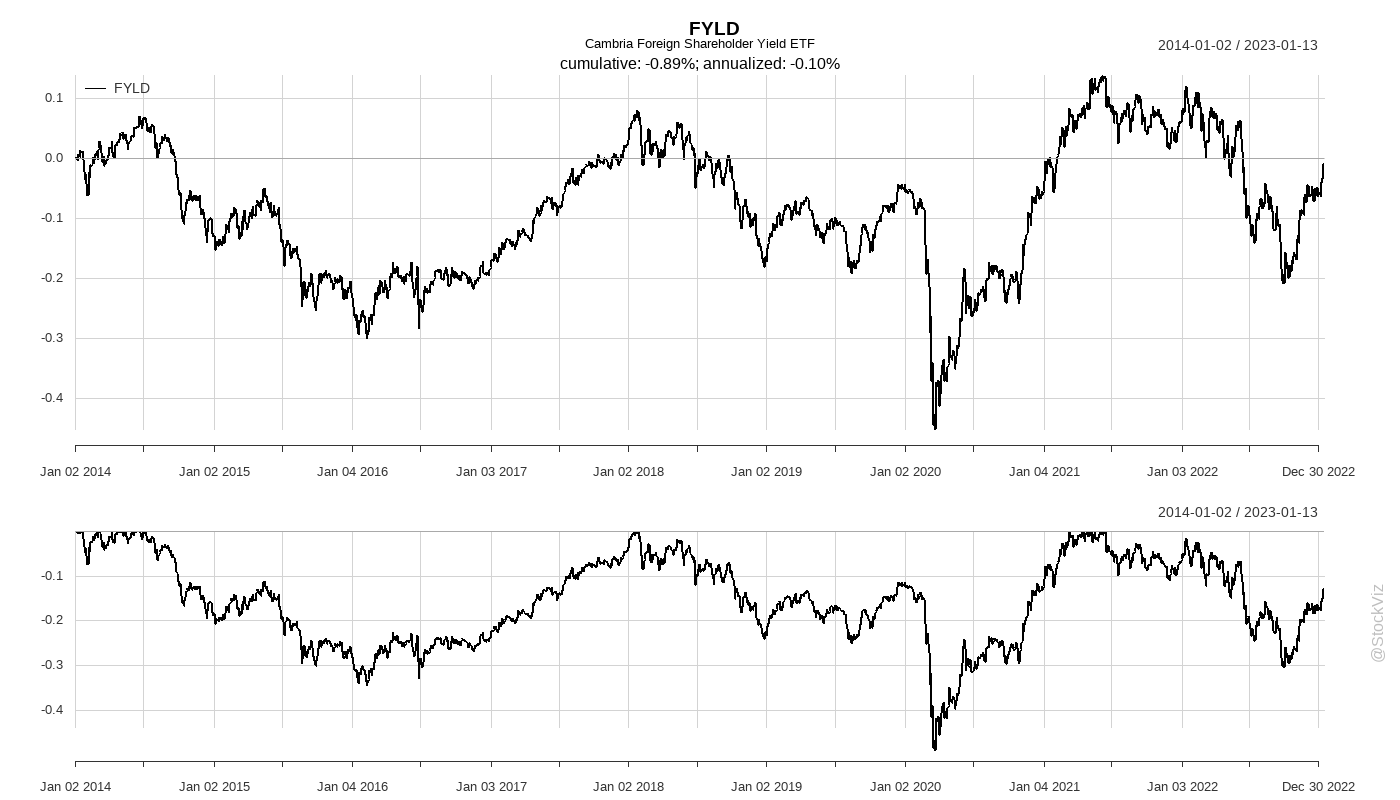 FYLD
Cambria Foreign Shareholder Yield ETF
2014-01-02 / 2023-01-13
cumulative: -0.89%; annualized: -0.10%
FYLD
0.1
0.0
-0.1
-0.2
-0.3
-0.4
Jan 02 2014 Jan 02 2015 Jan 04 2016 Jan 03 2017 Jan 02 2018 Jan 02 2019 Jan 02 2020 Jan 04 2021 Jan 03 2022 Dec 30 2022
2014-01-02 / 2023-01-13
-0.1
-0.2
-0.3
-0.4
@StockViz
Jan 02 2014 Jan 02 2015 Jan 04 2016 Jan 03 2017 Jan 02 2018 Jan 02 2019 Jan 02 2020 Jan 04 2021 Jan 03 2022 Dec 30 2022